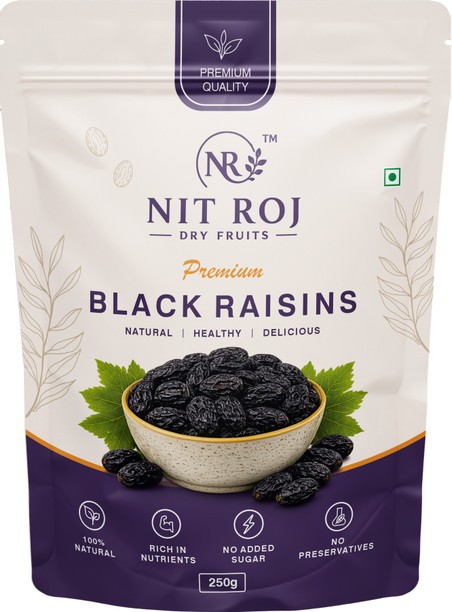 PREMIUM
QUALITY
NR
TM
NIT ROJ
DRY FRUITS
Premium
BLACK RAISINS
NATURAL | HEALTHY | DELICIOUS
100%
NATURAL
RICH IN
NUTRIENTS
NO ADDED
SUGAR
NO
PRESERVATIVES
250g